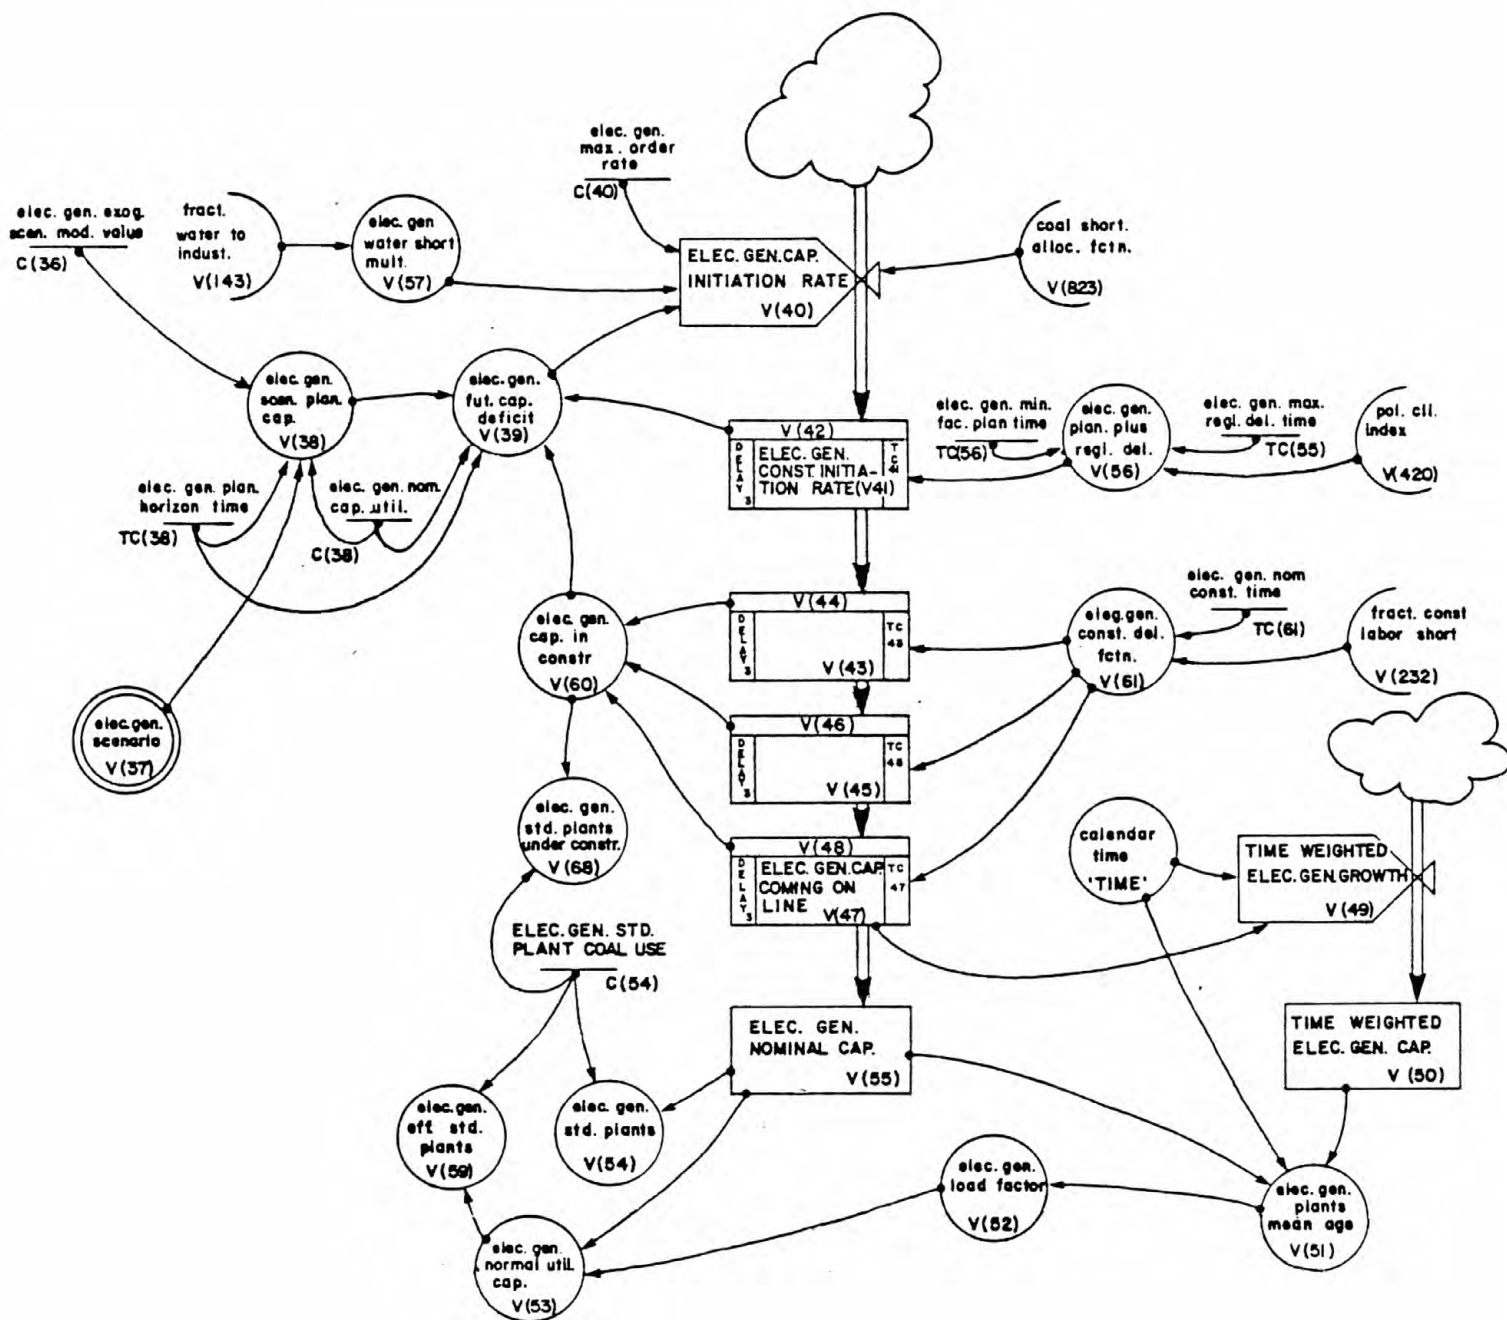 elec. gen.
max. order
rate
C(40)
elec. gen. exog.
scen. mod. value
C(36)
fract.
water to
indust.
V(143)
elec. gen
water short
mult.
V(57)
ELEC. GEN. CAP.
INITIATION RATE
V(40)
coal short.
alloc. fctn.
V(823)
elec. gen.
scen. plan.
cap.
V(38)
elec. gen.
fut. cap.
deficit
V(39)
V(42)
DELAY 3
ELEC. GEN.
CONST. INITIA-
TION RATE(V41)
TC 41
elec. gen. min.
fac. plan time
TC(56)
elec. gen.
plan. plus
regl. del.
V(56)
elec. gen. max.
regl. del. time
TC(55)
pol. cli.
index
V(420)
elec. gen. plan.
horizon time
TC(38)
elec. gen. nom.
cap. util.
C(38)
elec. gen.
cap. in
constr
V(60)
V(44)
DELAY 3
TC
V(43)
eleg. gen.
const. del.
fctn.
V(61)
elec. gen. nom
const. time
TC(61)
fract. const
labor short
V(232)
elec. gen.
scenario
V(37)
V(46)
DELAY 3
TC
V(45)
elec. gen.
std. plants
under constr.
V(68)
V(48)
DELAY 3
ELEC. GEN. CAP.
COMING ON
LINE
V(47)
TC 47
calendar
time
'TIME'
TIME WEIGHTED
ELEC. GEN. GROWTH
V(49)
ELEC. GEN. STD.
PLANT COAL USE
C(54)
ELEC. GEN.
NOMINAL CAP.
V(55)
TIME WEIGHTED
ELEC. GEN. CAP.
V(50)
elec. gen.
eff. std.
plants
V(59)
elec. gen.
std. plants
V(54)
elec. gen.
load factor
V(52)
elec. gen.
plants
mean age
V(51)
elec. gen.
normal util.
cap.
V(53)